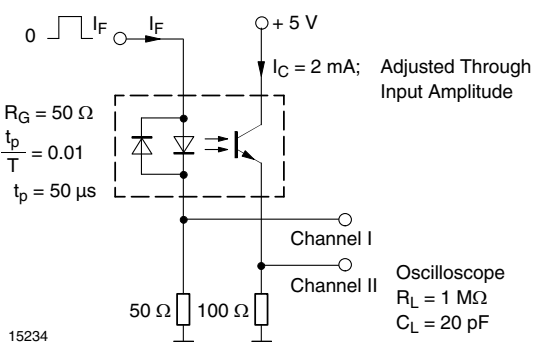 0
I_F
I_F
+ 5 V
I_C = 2 mA; Adjusted Through
Input Amplitude
R_G = 50 Ω
t_p
T
= 0.01
t_p = 50 μs
Channel I
Channel II
Oscilloscope
R_L = 1 MΩ
C_L = 20 pF
50 Ω
100 Ω
15234